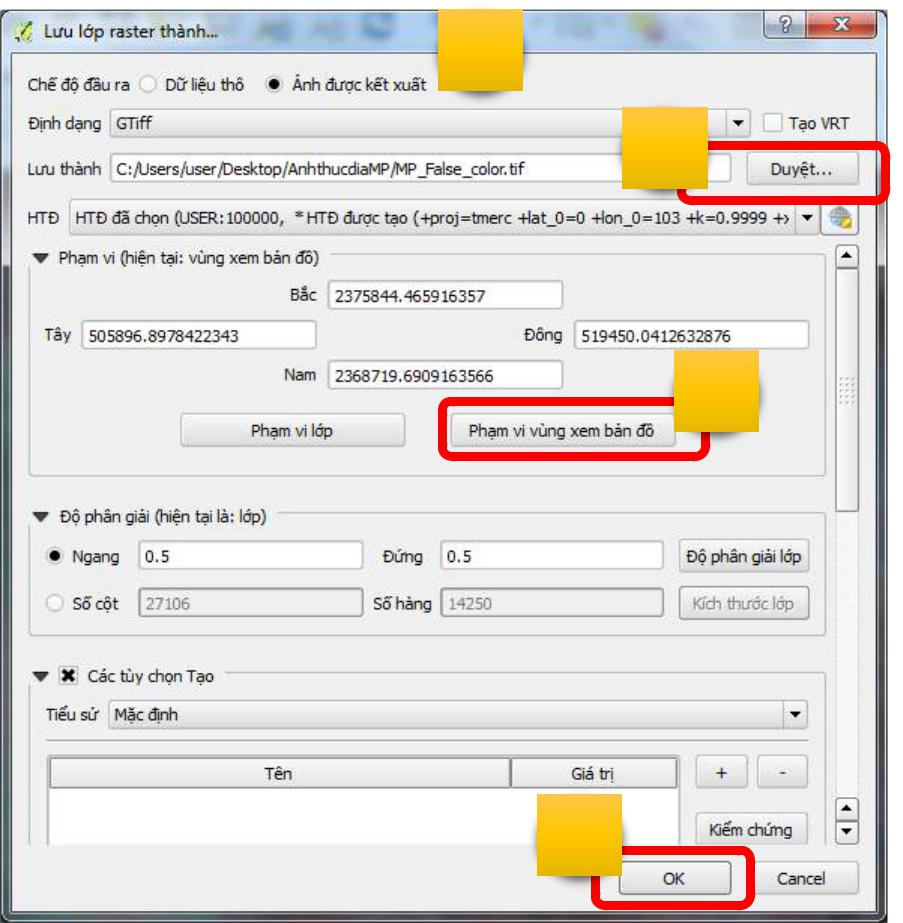 Lưu lớp raster thành...
Chế độ đầu ra Dữ liệu thô Ảnh được kết xuất
Định dạng GTiff Tạo VRT
Lưu thành C:/Users/user/Desktop/AnhthucdiaMP/MP_False_color.tif Duyệt...
HTĐ HTĐ đã chọn (USER:100000, * HTĐ được tạo (+proj=tmerc +lat_0=0 +lon_0=103 +k=0.9999
Phạm vi (hiện tại: vùng xem bản đồ)
Bắc 2375844.465916357
Tây 505896.8978422343 Đông 519450.0412632876
Nam 2368719.6909163566
Phạm vi lớp Phạm vi vùng xem bản đồ
Độ phân giải (hiện tại là: lớp)
Ngang 0.5 Đứng 0.5 Độ phân giải lớp
Số cột 27106 Số hàng 14250 Kích thước lớp
Các tùy chọn Tạo
Tiểu sử Mặc định
Tên Giá trị + -
Kiểm chứng
OK Cancel